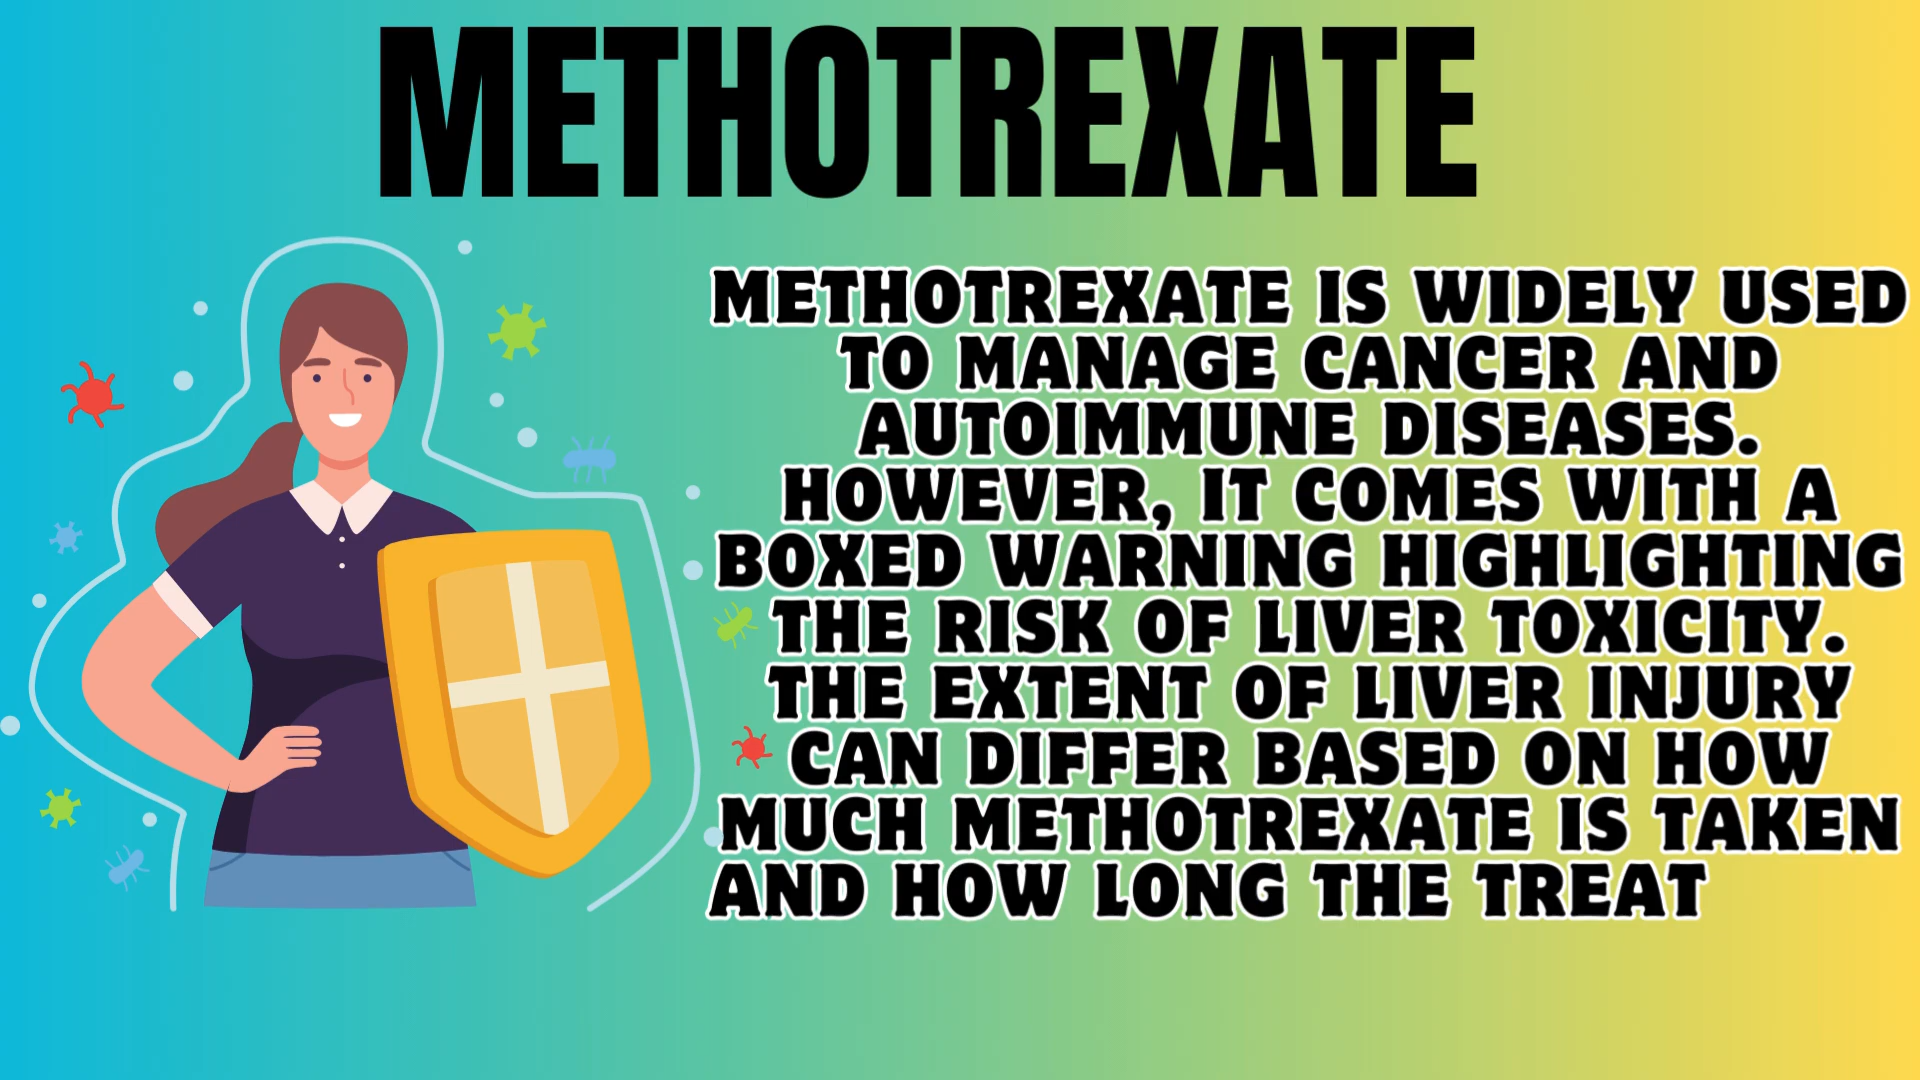 METHOTREXATE
METHOTREXATE IS WIDELY USED
TO MANAGE CANCER AND
AUTOIMMUNE DISEASES.
HOWEVER, IT COMES WITH A
BOXED WARNING HIGHLIGHTING
THE RISK OF LIVER TOXICITY.
THE EXTENT OF LIVER INJURY
CAN DIFFER BASED ON HOW
MUCH METHOTREXATE IS TAKEN
AND HOW LONG THE TREAT